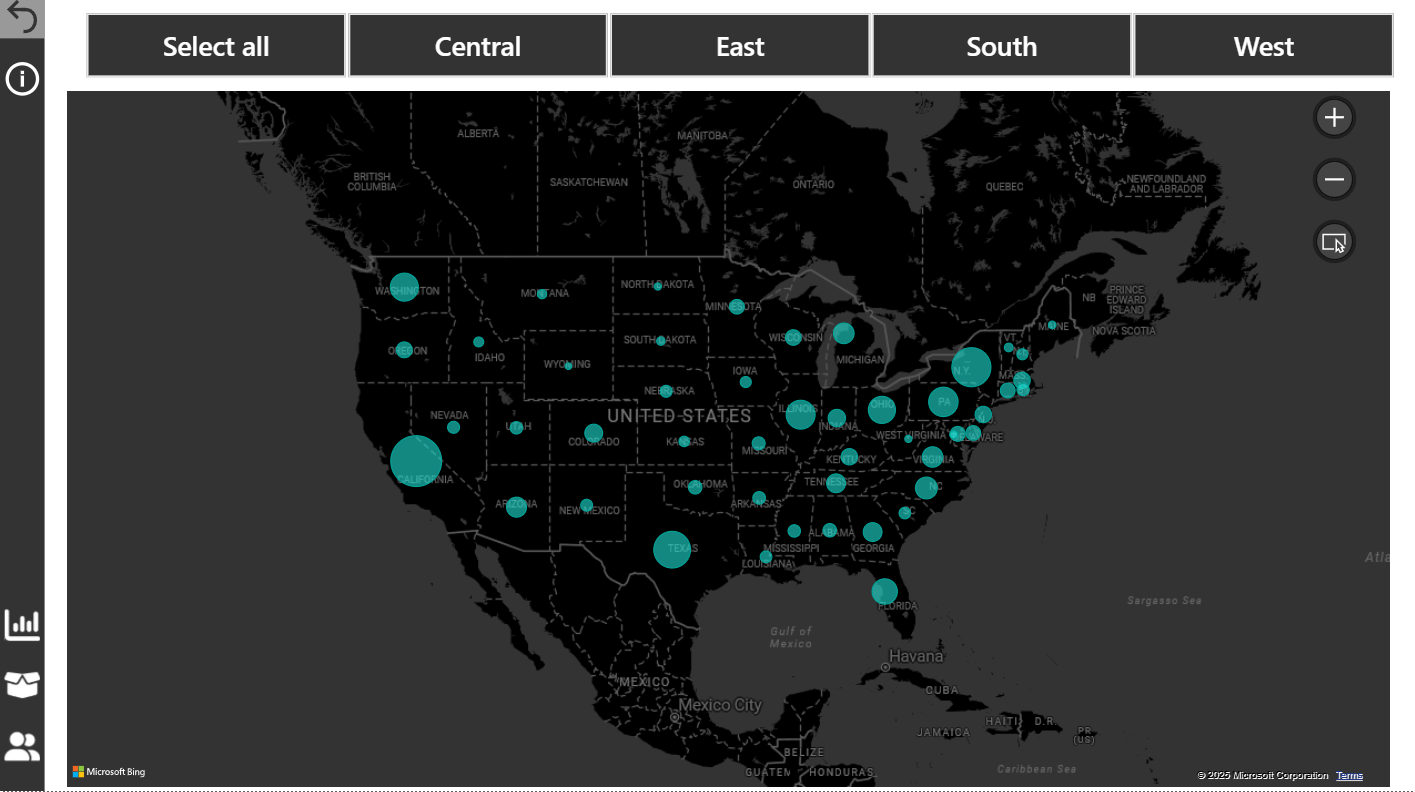 Select all
Central
East
South
West
ALBERTA
MANITOBA
BRITISH
COLUMBIA
SASKATCHEWAN
ONTARIO
QUEBEC
NEWFOUNDLAND
AND LABRADOR
WASHINGTON
MONTANA
NORTH DAKOTA
MINNESOTA
NB
PRINCE
EDWARD
ISLAND
MAINE
NOVA SCOTIA
OREGON
IDAHO
SOUTH DAKOTA
WISCONSIN
MICHIGAN
VT
WYOMING
IOWA
N.Y.
MASS
NEBRASKA
NEVADA
UTAH
UNITED STATES
ILLINOIS
OHIO
PA
NJ
COLORADO
KANSAS
MISSOURI
INDIANA
WEST VIRGINIA
DELAWARE
CALIFORNIA
KENTUCKY
VIRGINIA
ARIZONA
NEW MEXICO
OKLAHOMA
ARKANSAS
TENNESSEE
NC
SC
TEXAS
MISSISSIPPI
ALABAMA
GEORGIA
LOUISIANA
FLORIDA
Atla
Sargasso Sea
Gulf of
Mexico
Havana
MEXICO
Mexico City
CUBA
HAITI
D.R.
JAMAICA
PR
(US)
BELIZE
GUATEM
HONDURAS
Caribbean Sea
Microsoft Bing
© 2025 Microsoft Corporation Terms